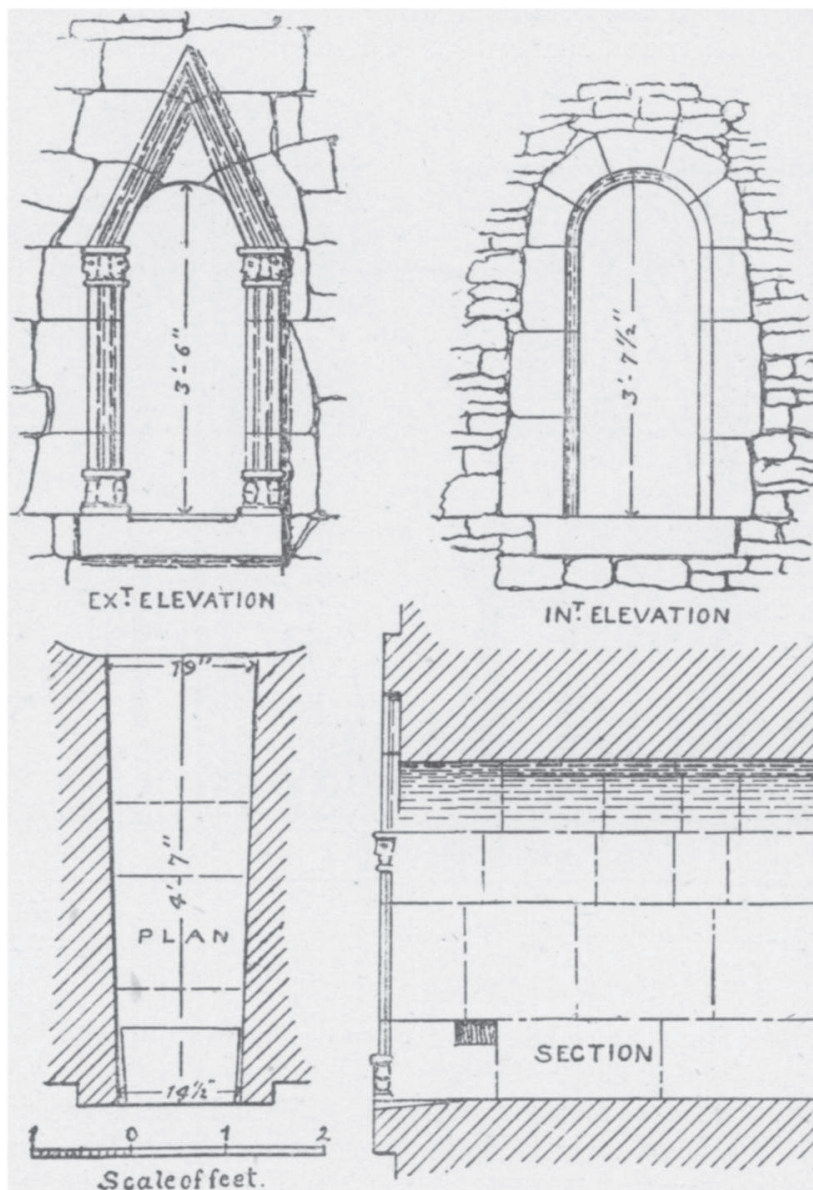 3'-6"
3'-7½"
EXT. ELEVATION
INT. ELEVATION
19"
4'-7"
PLAN
14½"
SECTION
1 0 1 2
Scale of feet.